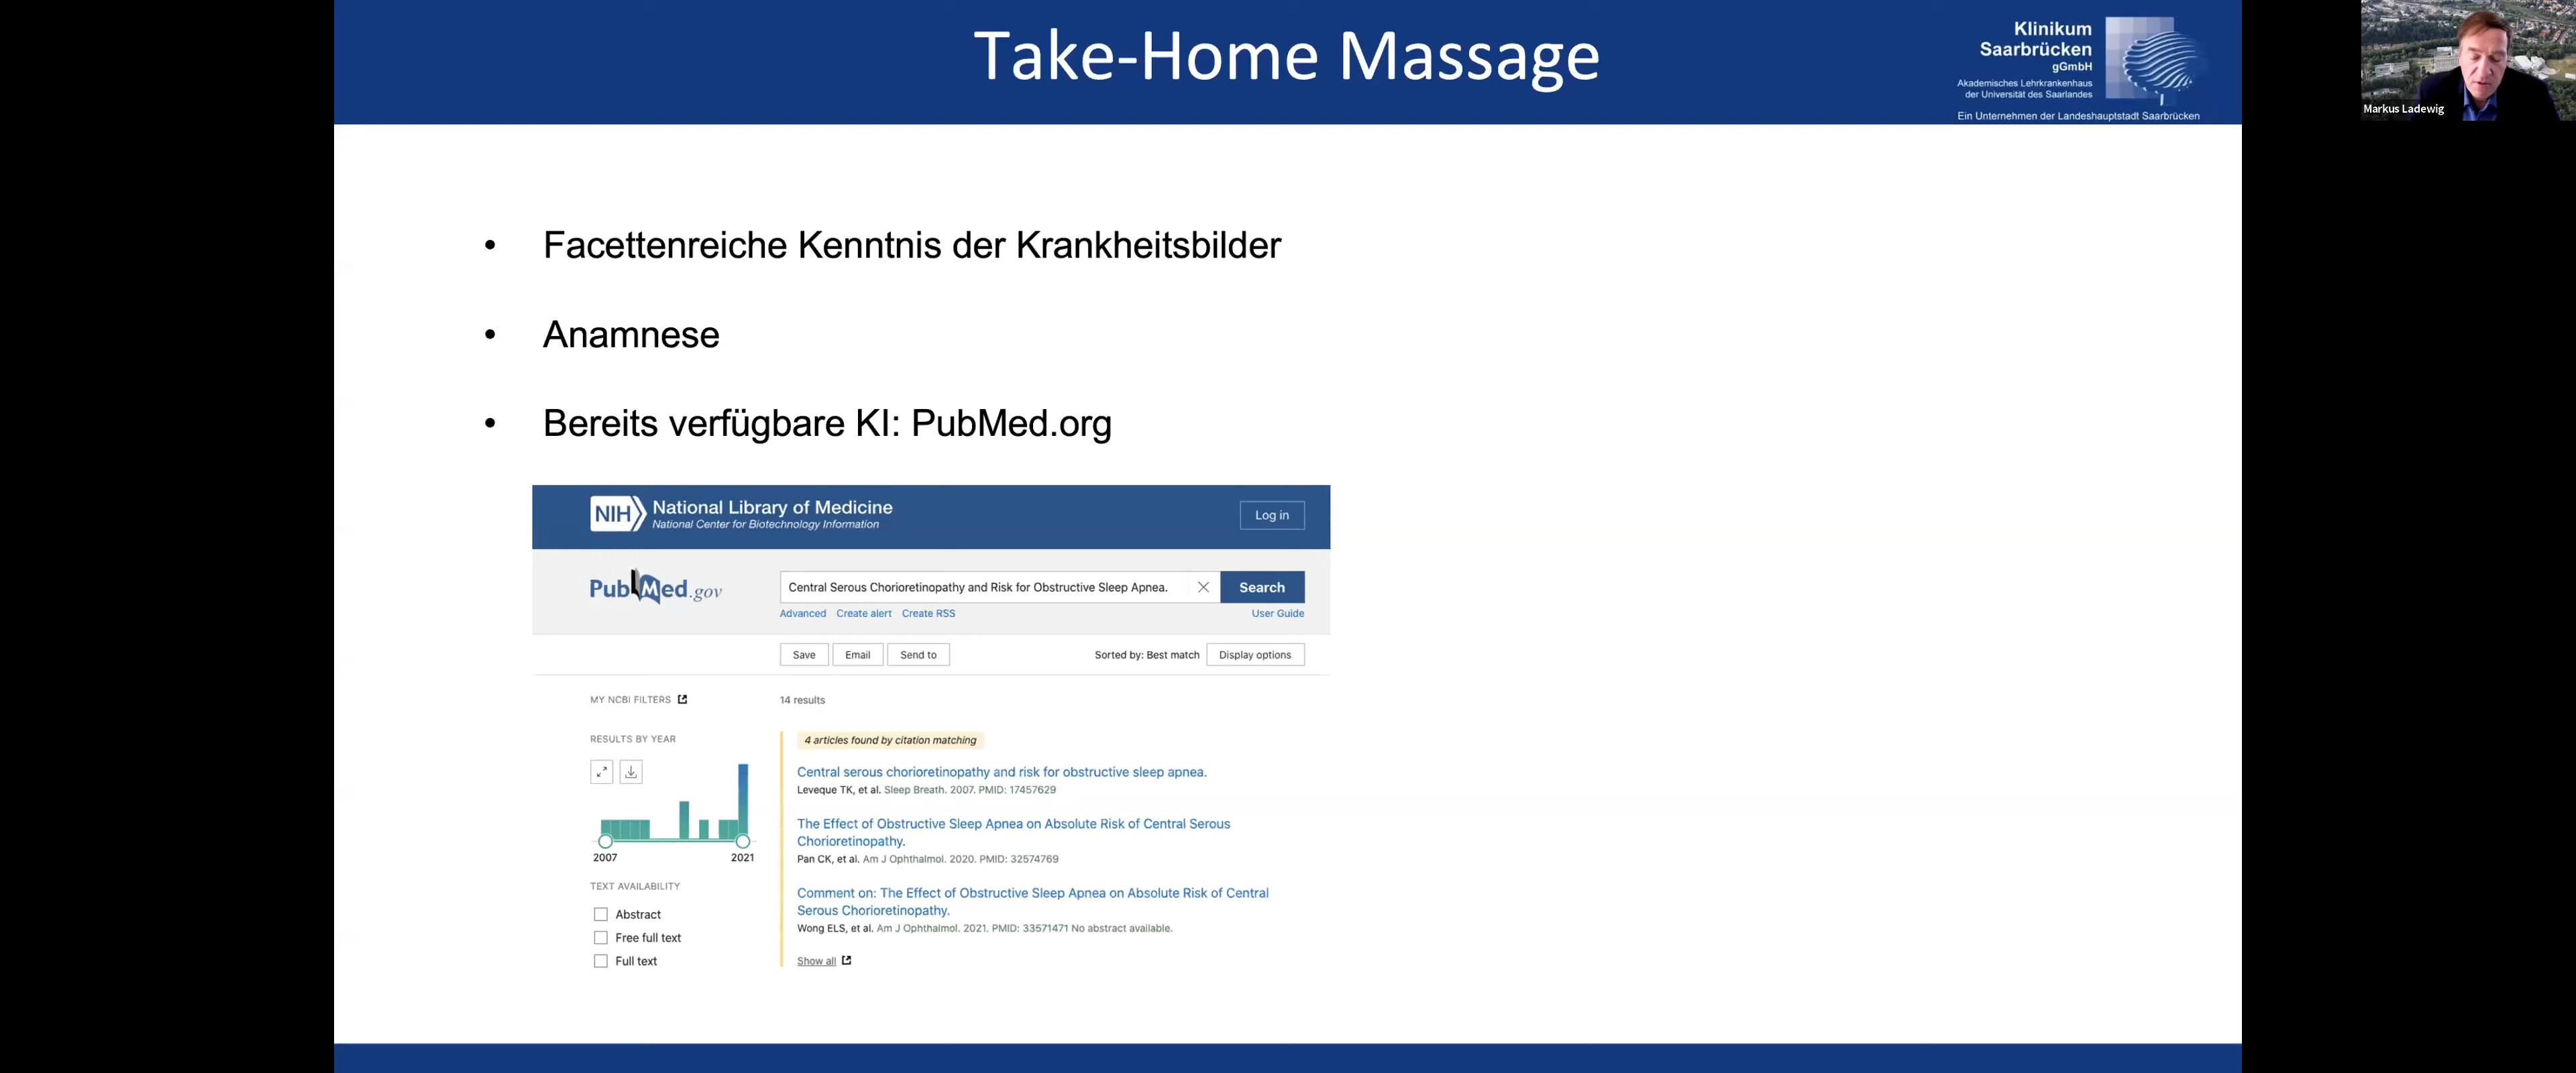 Take-Home Massage
Klinikum
Saarbrücken
gGmbH
Akademisches Lehrkrankenhaus
der Universität des Saarlandes
Ein Unternehmen der Landeshauptstadt Saarbrücken
Markus Ladewig
• Facettenreiche Kenntnis der Krankheitsbilder
• Anamnese
• Bereits verfügbare KI: PubMed.org
NIH National Library of Medicine
National Center for Biotechnology Information
Log in
PubMed.gov
Central Serous Chorioretinopathy and Risk for Obstructive Sleep Apnea.
Search
Advanced Create alert Create RSS
User Guide
Save Email Send to
Sorted by: Best match Display options
MY NCBI FILTERS
14 results
RESULTS BY YEAR
2007 2021
TEXT AVAILABILITY
Abstract
Free full text
Full text
4 articles found by citation matching
Central serous chorioretinopathy and risk for obstructive sleep apnea.
Leveque TK, et al. Sleep Breath. 2007. PMID: 17457629
The Effect of Obstructive Sleep Apnea on Absolute Risk of Central Serous
Chorioretinopathy.
Pan CK, et al. Am J Ophthalmol. 2020. PMID: 32574769
Comment on: The Effect of Obstructive Sleep Apnea on Absolute Risk of Central
Serous Chorioretinopathy.
Wong ELS, et al. Am J Ophthalmol. 2021. PMID: 33571471 No abstract available.
Show all